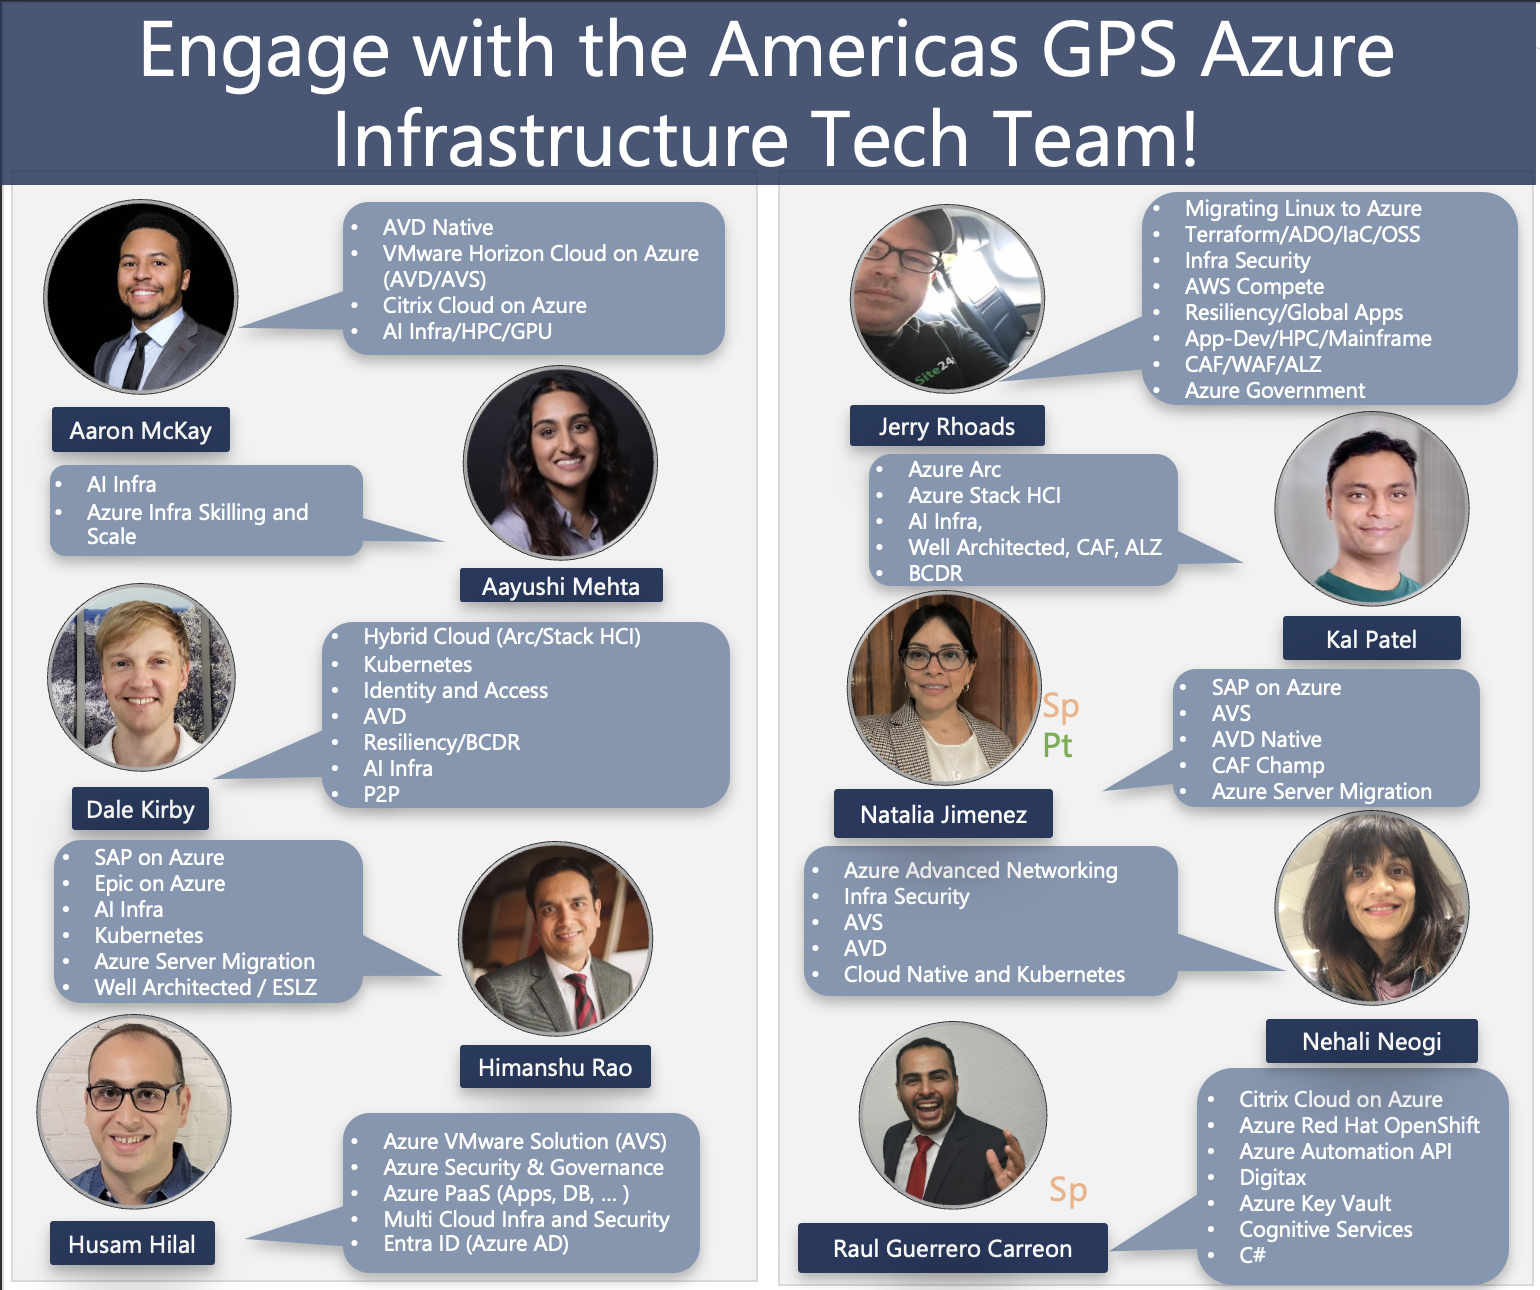 Engage with the Americas GPS Azure
Infrastructure Tech Team!
• AVD Native
• VMware Horizon Cloud on Azure
(AVD/AVS)
• Citrix Cloud on Azure
• AI Infra/HPC/GPU
Aaron McKay
• AI Infra
• Azure Infra Skilling and
Scale
Aayushi Mehta
• Hybrid Cloud (Arc/Stack HCI)
• Kubernetes
• Identity and Access
• AVD
• Resiliency/BCDR
• AI Infra
• P2P
Dale Kirby
• SAP on Azure
• Epic on Azure
• AI Infra
• Kubernetes
• Azure Server Migration
• Well Architected / ESLZ
Himanshu Rao
• Azure VMware Solution (AVS)
• Azure Security & Governance
• Azure PaaS (Apps, DB, ... )
• Multi Cloud Infra and Security
• Entra ID (Azure AD)
Husam Hilal
• Migrating Linux to Azure
• Terraform/ADO/IaC/OSS
• Infra Security
• AWS Compete
• Resiliency/Global Apps
• App-Dev/HPC/Mainframe
• CAF/WAF/ALZ
• Azure Government
Site24
Jerry Rhoads
• Azure Arc
• Azure Stack HCI
• AI Infra,
• Well Architected, CAF, ALZ
• BCDR
Kal Patel
Sp
Pt
• SAP on Azure
• AVS
• AVD Native
• CAF Champ
• Azure Server Migration
Natalia Jimenez
• Azure Advanced Networking
• Infra Security
• AVS
• AVD
• Cloud Native and Kubernetes
Nehali Neogi
Sp
• Citrix Cloud on Azure
• Azure Red Hat OpenShift
• Azure Automation API
• Digitax
• Azure Key Vault
• Cognitive Services
• C#
Raul Guerrero Carreon